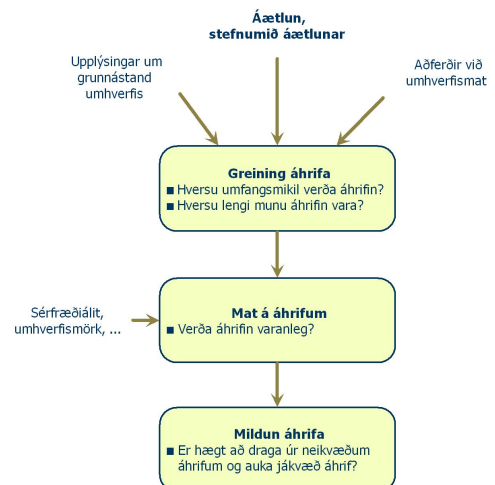 Áætlun,
stefnumið áætlunar
Upplýsingar um
grunnástand
umhverfis
Aðferðir við
umhverfismat
Greining áhrifa
■ Hversu umfangsmikil verða áhrifin?
■ Hversu lengi munu áhrifin vara?
Sérfræðiálit,
umhverfismörk, ...
Mat á áhrifum
■ Verða áhrifin varanleg?
Mildun áhrifa
■ Er hægt að draga úr neikvæðum
áhrifum og auka jákvæð áhrif?